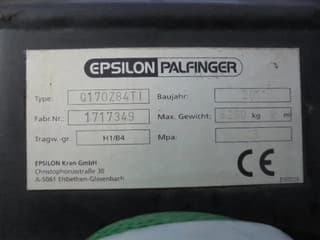 EPSILON PALFINGER
Type: Q170Z84TI Baujahr:
Fabr.Nr.: 1717349 Max. Gewicht: kg
Tragw.-gr. H1/B4 Mpa:
EPSILON Kran GmbH
Christophorusstraße 30
A-5061 Elsbethen-Glasenbach
CE